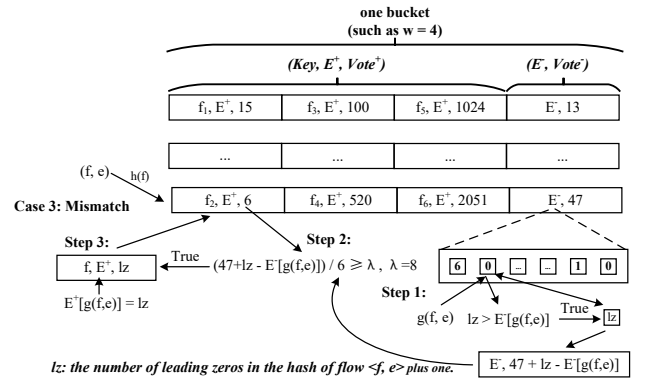 one bucket
(such as w = 4)
(Key, E⁺, Vote⁺) (E⁻, Vote⁻)
f₁, E⁺, 15 f₃, E⁺, 100 f₅, E⁺, 1024 E⁻, 13
... ... ... ...
(f, e) h(f)
Case 3: Mismatch f₂, E⁺, 6 f₄, E⁺, 520 f₆, E⁺, 2051 E⁻, 47
Step 3: Step 2:
f, E⁺, lz True (47+lz - E⁻[g(f,e)]) / 6 ⩾ λ , λ =8 6 0 ... ... 1 0
E⁺[g(f,e)] = lz Step 1:
g(f, e) lz > E⁻[g(f,e)] True lz
E⁻, 47 + lz - E⁻[g(f,e)]
lz: the number of leading zeros in the hash of flow <f, e> plus one.